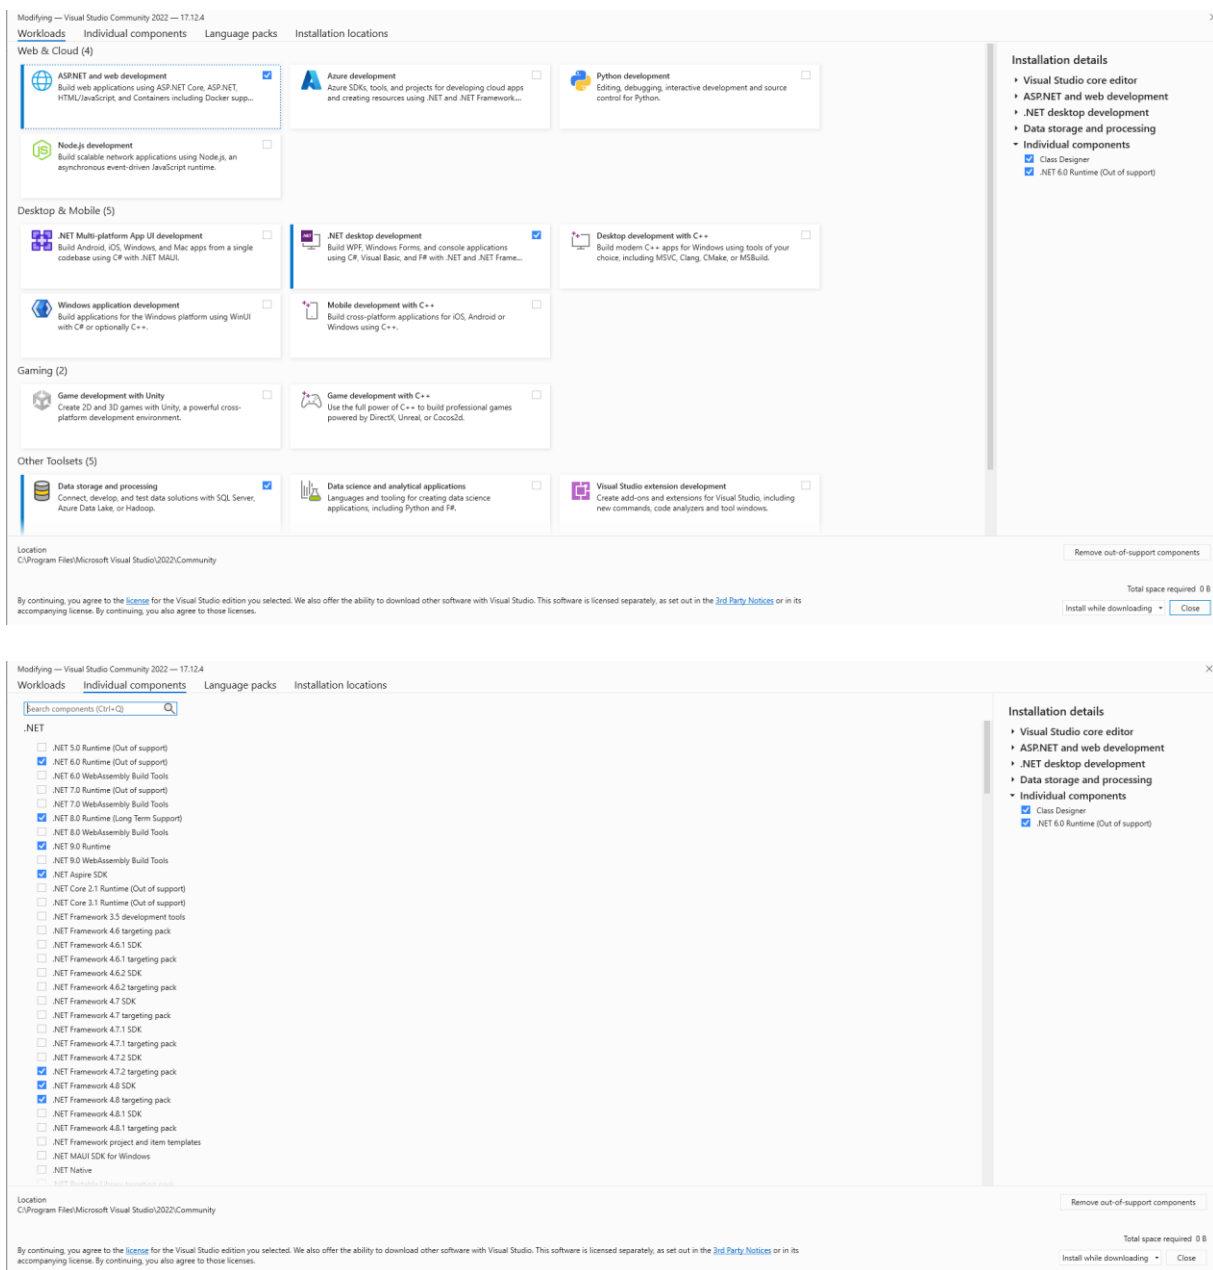 Modifying — Visual Studio Community 2022 — 17.12.4
Workloads Individual components Language packs Installation locations
Web & Cloud (4)
ASP.NET and web development
Build web applications using ASP.NET Core, ASP.NET,
HTML/JavaScript, and Containers including Docker supp...
Azure development
Azure SDKs, tools, and projects for developing cloud apps
and creating resources using .NET and .NET Framework....
Python development
Editing, debugging, interactive development and source
control for Python.
Node.js development
Build scalable network applications using Node.js, an
asynchronous event-driven JavaScript runtime.
Desktop & Mobile (5)
.NET Multi-platform App UI development
Build Android, iOS, Windows, and Mac apps from a single
codebase using C# with .NET MAUI.
.NET desktop development
Build WPF, Windows Forms, and console applications
using C#, Visual Basic, and F# with .NET and .NET Frame...
Desktop development with C++
Build modern C++ apps for Windows using tools of your
choice, including MSVC, Clang, CMake, or MSBuild.
Windows application development
Build applications for the Windows platform using WinUI
with C# or optionally C++.
Mobile development with C++
Build cross-platform applications for iOS, Android or
Windows using C++.
Gaming (2)
Game development with Unity
Create 2D and 3D games with Unity, a powerful cross-
platform development environment.
Game development with C++
Use the full power of C++ to build professional games
powered by DirectX, Unreal, or Cocos2d.
Other Toolsets (5)
Data storage and processing
Connect, develop, and test data solutions with SQL Server,
Azure Data Lake, or Hadoop.
Data science and analytical applications
Languages and tooling for creating data science
applications, including Python and F#.
Visual Studio extension development
Create add-ons and extensions for Visual Studio, including
new commands, code analyzers and tool windows.
Installation details
Visual Studio core editor
ASP.NET and web development
.NET desktop development
Data storage and processing
Individual components
Class Designer
.NET 6.0 Runtime (Out of support)
Location
C:\Program Files\Microsoft Visual Studio\2022\Community
Remove out-of-support components
Total space required 0 B
By continuing, you agree to the license for the Visual Studio edition you selected. We also offer the ability to download other software with Visual Studio. This software is licensed separately, as set out in the 3rd Party Notices or in its
accompanying license. By continuing, you also agree to those licenses.
Install while downloading Close
Modifying — Visual Studio Community 2022 — 17.12.4
Workloads Individual components Language packs Installation locations
Search components (Ctrl+Q)
.NET
.NET 5.0 Runtime (Out of support)
.NET 6.0 Runtime (Out of support)
.NET 6.0 WebAssembly Build Tools
.NET 7.0 Runtime (Out of support)
.NET 7.0 WebAssembly Build Tools
.NET 8.0 Runtime (Long Term Support)
.NET 8.0 WebAssembly Build Tools
.NET 9.0 Runtime
.NET 9.0 WebAssembly Build Tools
.NET Aspire SDK
.NET Core 2.1 Runtime (Out of support)
.NET Core 3.1 Runtime (Out of support)
.NET Framework 3.5 development tools
.NET Framework 4.6 targeting pack
.NET Framework 4.6.1 SDK
.NET Framework 4.6.1 targeting pack
.NET Framework 4.6.2 SDK
.NET Framework 4.6.2 targeting pack
.NET Framework 4.7 SDK
.NET Framework 4.7 targeting pack
.NET Framework 4.7.1 SDK
.NET Framework 4.7.1 targeting pack
.NET Framework 4.7.2 SDK
.NET Framework 4.7.2 targeting pack
.NET Framework 4.8 SDK
.NET Framework 4.8 targeting pack
.NET Framework 4.8.1 SDK
.NET Framework 4.8.1 targeting pack
.NET Framework project and item templates
.NET MAUI SDK for Windows
.NET Native
.NET Portable Library targeting pack
Installation details
Visual Studio core editor
ASP.NET and web development
.NET desktop development
Data storage and processing
Individual components
Class Designer
.NET 6.0 Runtime (Out of support)
Location
C:\Program Files\Microsoft Visual Studio\2022\Community
Remove out-of-support components
Total space required 0 B
By continuing, you agree to the license for the Visual Studio edition you selected. We also offer the ability to download other software with Visual Studio. This software is licensed separately, as set out in the 3rd Party Notices or in its
accompanying license. By continuing, you also agree to those licenses.
Install while downloading Close